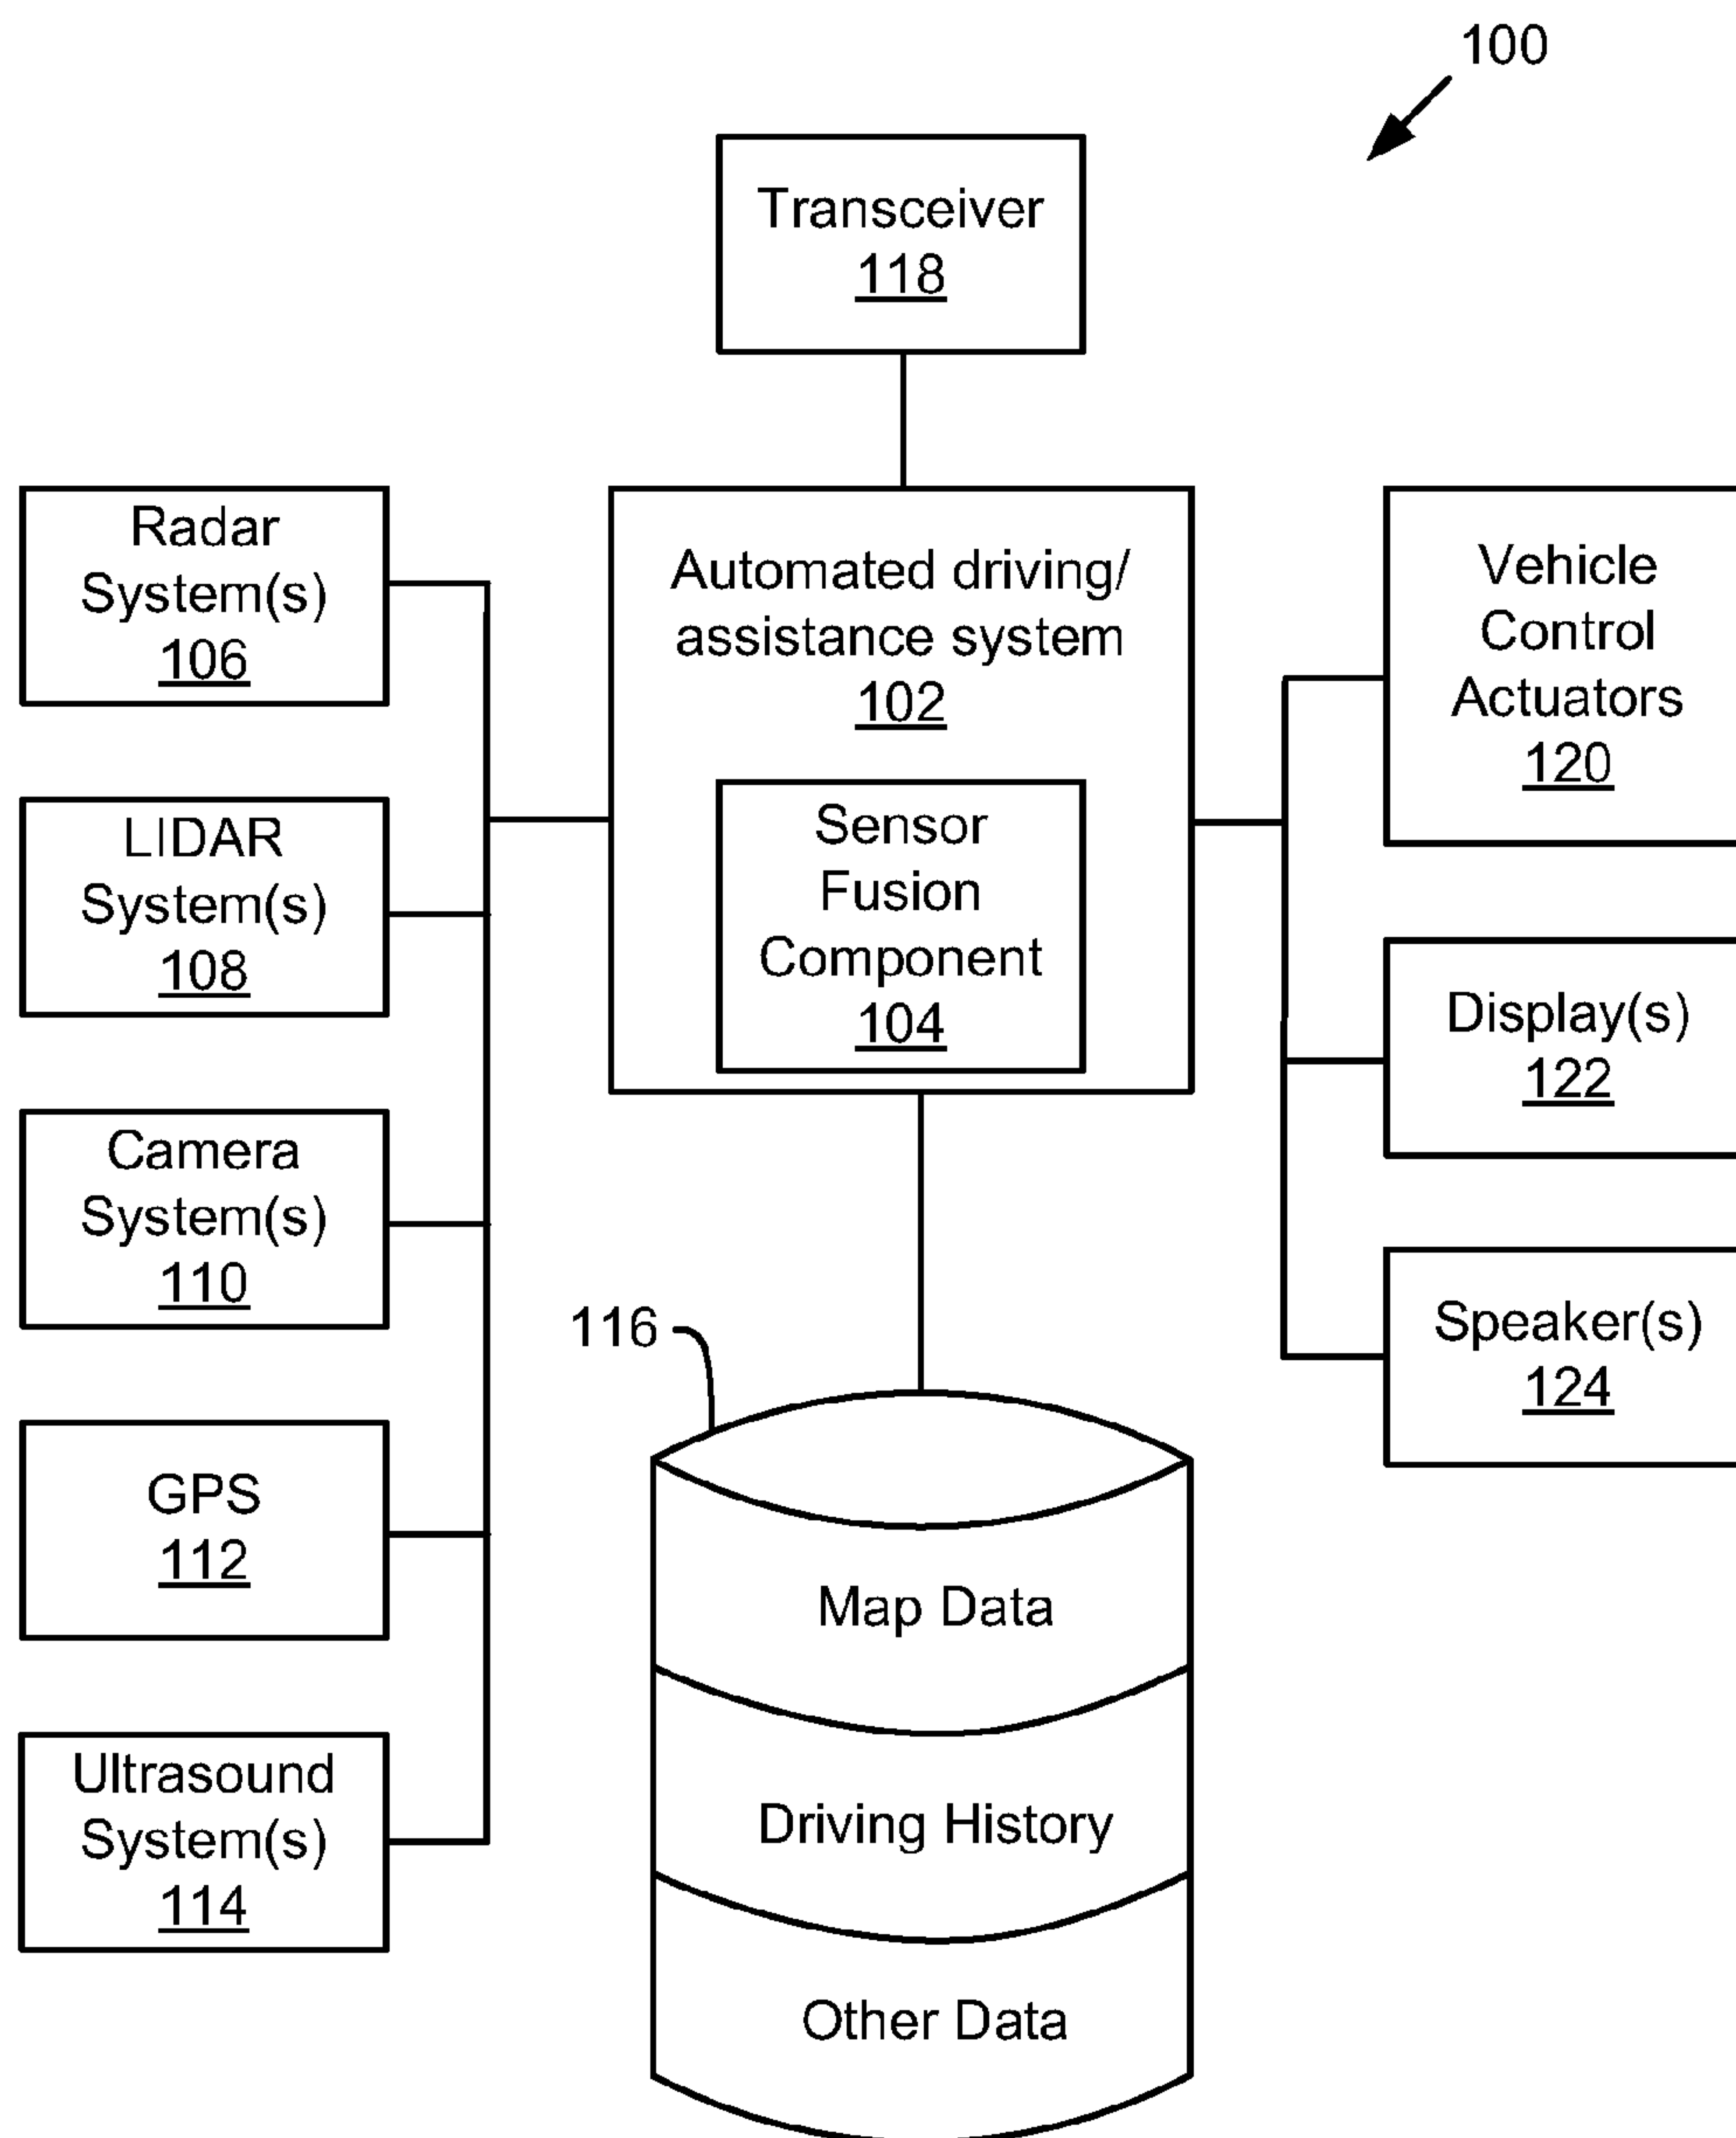 100
Transceiver
118
Radar
System(s)
106
LIDAR
System(s)
108
Camera
System(s)
110
GPS
112
Ultrasound
System(s)
114
Automated driving/
assistance system
102
Sensor
Fusion
Component
104
Vehicle
Control
Actuators
120
Display(s)
122
Speaker(s)
124
116
Map Data
Driving History
Other Data